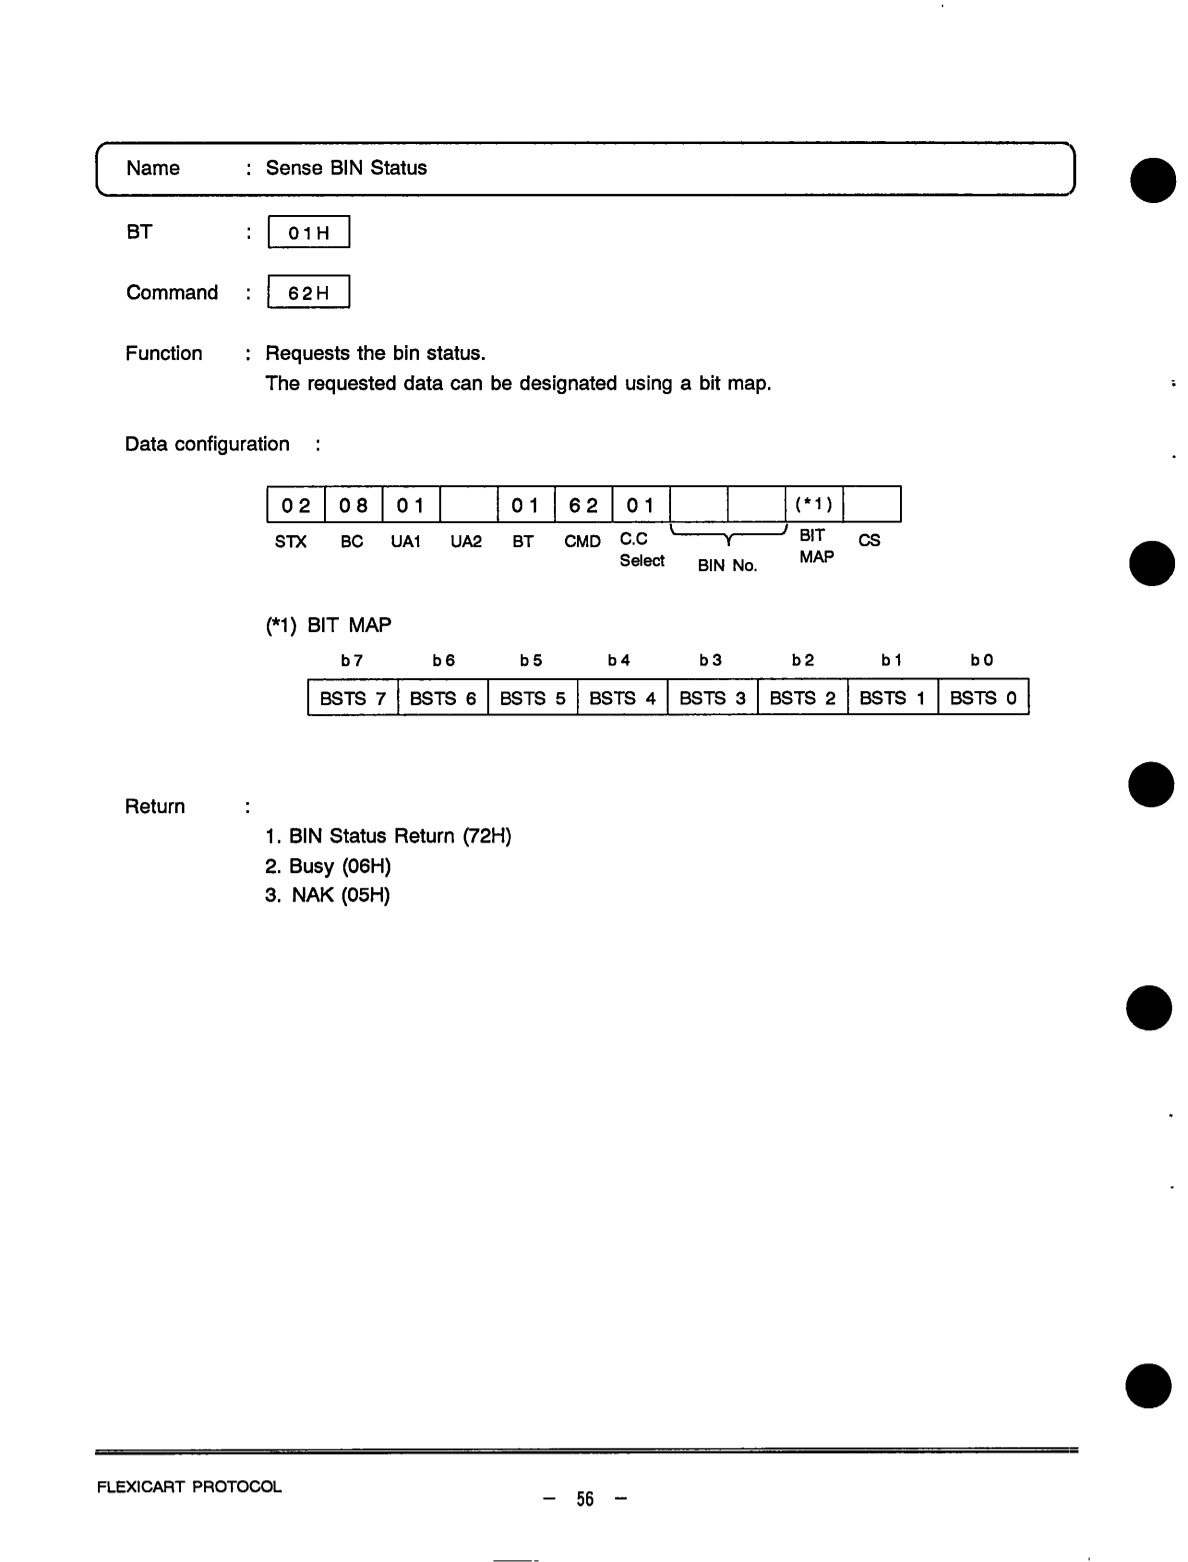 Name : Sense BIN Status
BT : 01H
Command : 62H
Function : Requests the bin status.
The requested data can be designated using a bit map.
Data configuration :
02 08 01 01 62 01 (*1)
STX BC UA1 UA2 BT CMD C.C Select BIN No. BIT MAP CS
(*1) BIT MAP
b7 b6 b5 b4 b3 b2 b1 b0
BSTS 7 BSTS 6 BSTS 5 BSTS 4 BSTS 3 BSTS 2 BSTS 1 BSTS 0
Return :
1. BIN Status Return (72H)
2. Busy (06H)
3. NAK (05H)
FLEXICART PROTOCOL
— 56 —